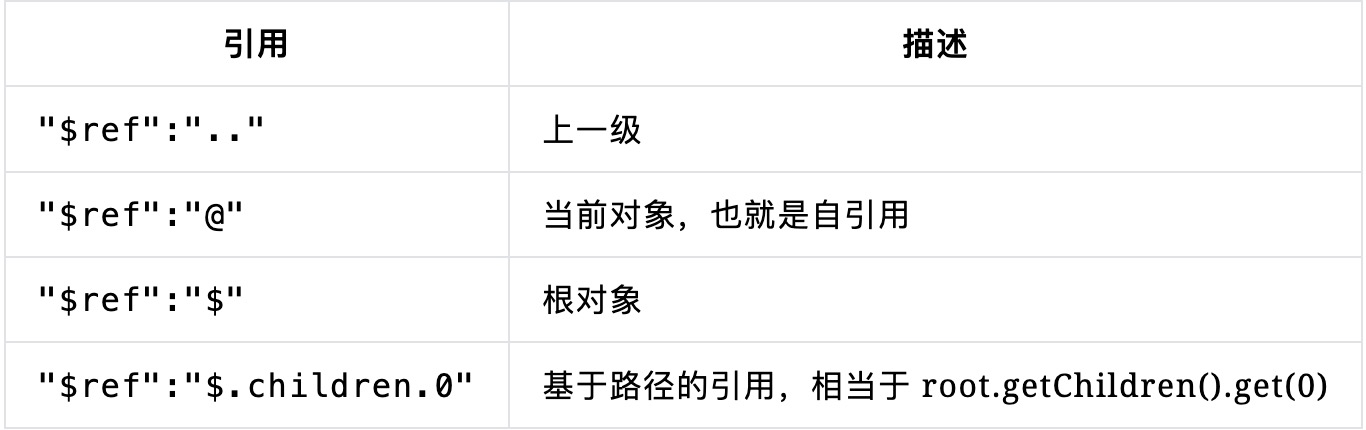 引用 描述
"$ref":".." 上一级
"$ref":"@" 当前对象，也就是自引用
"$ref":"$" 根对象
"$ref":"$.children.0" 基于路径的引用，相当于 root.getChildren().get(0)